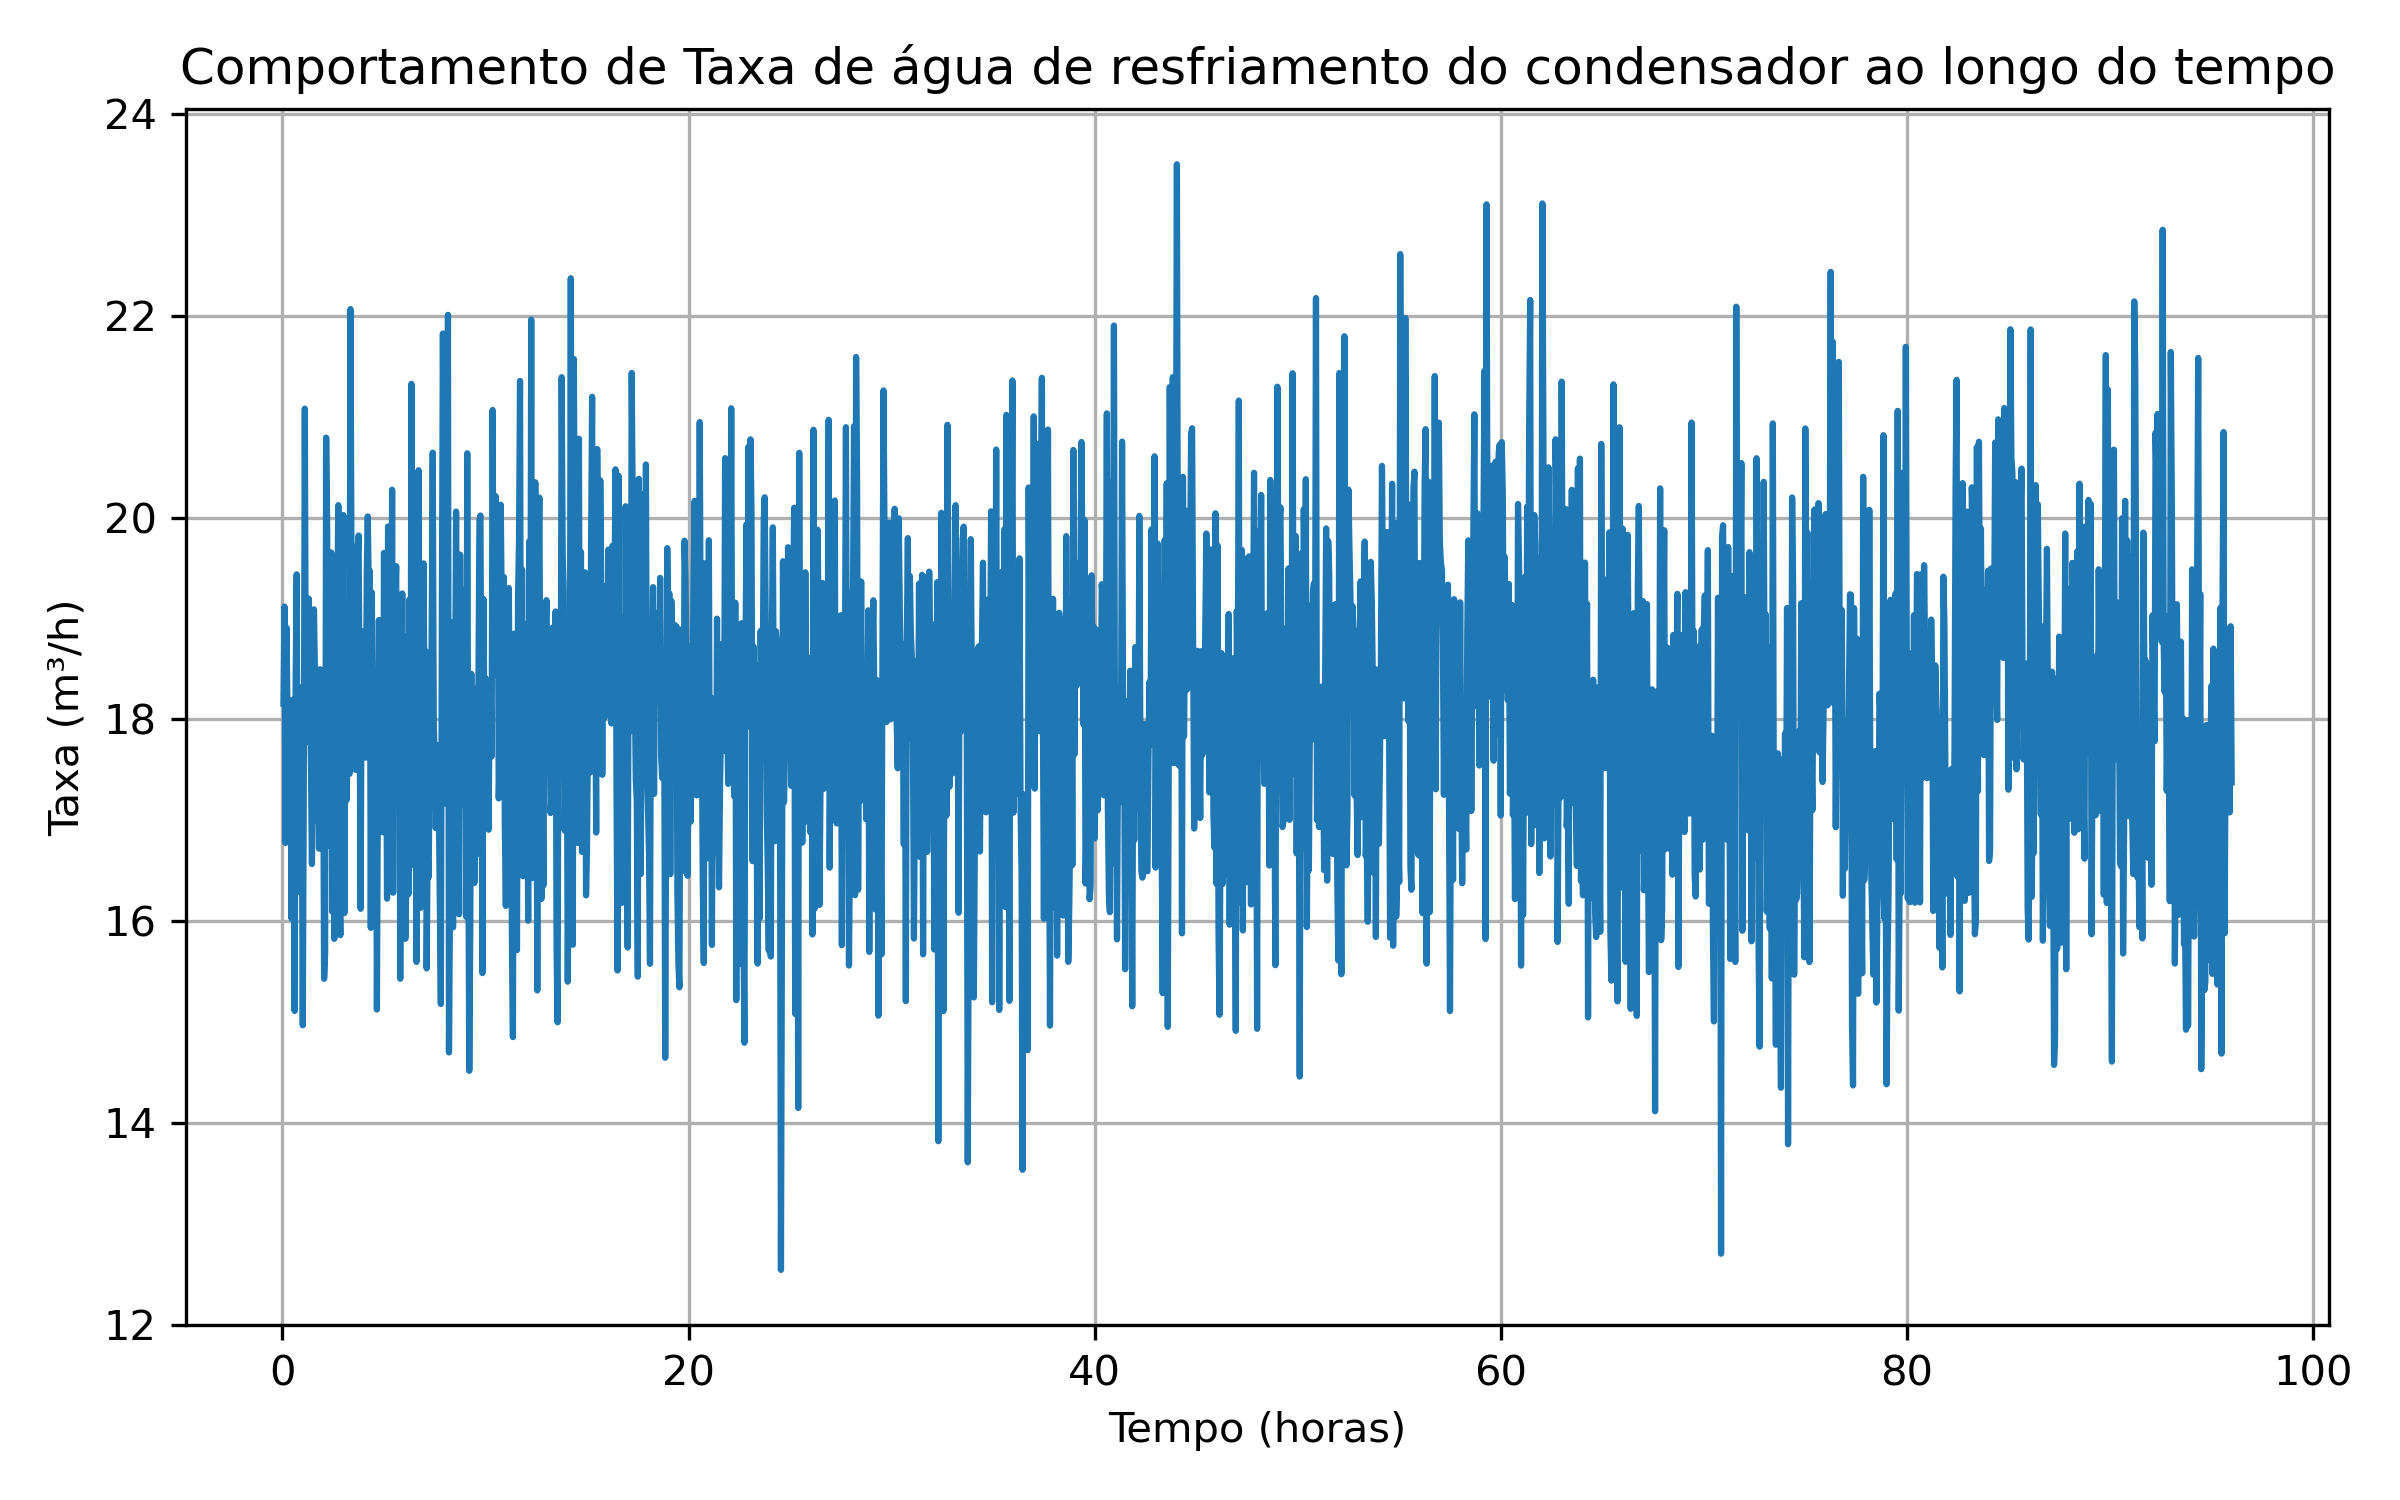 Comportamento de Taxa de água de resfriamento do condensador ao longo do tempo
24
22
20
18
16
14
12
Taxa (m³/h)
0 20 40 60 80 100
Tempo (horas)